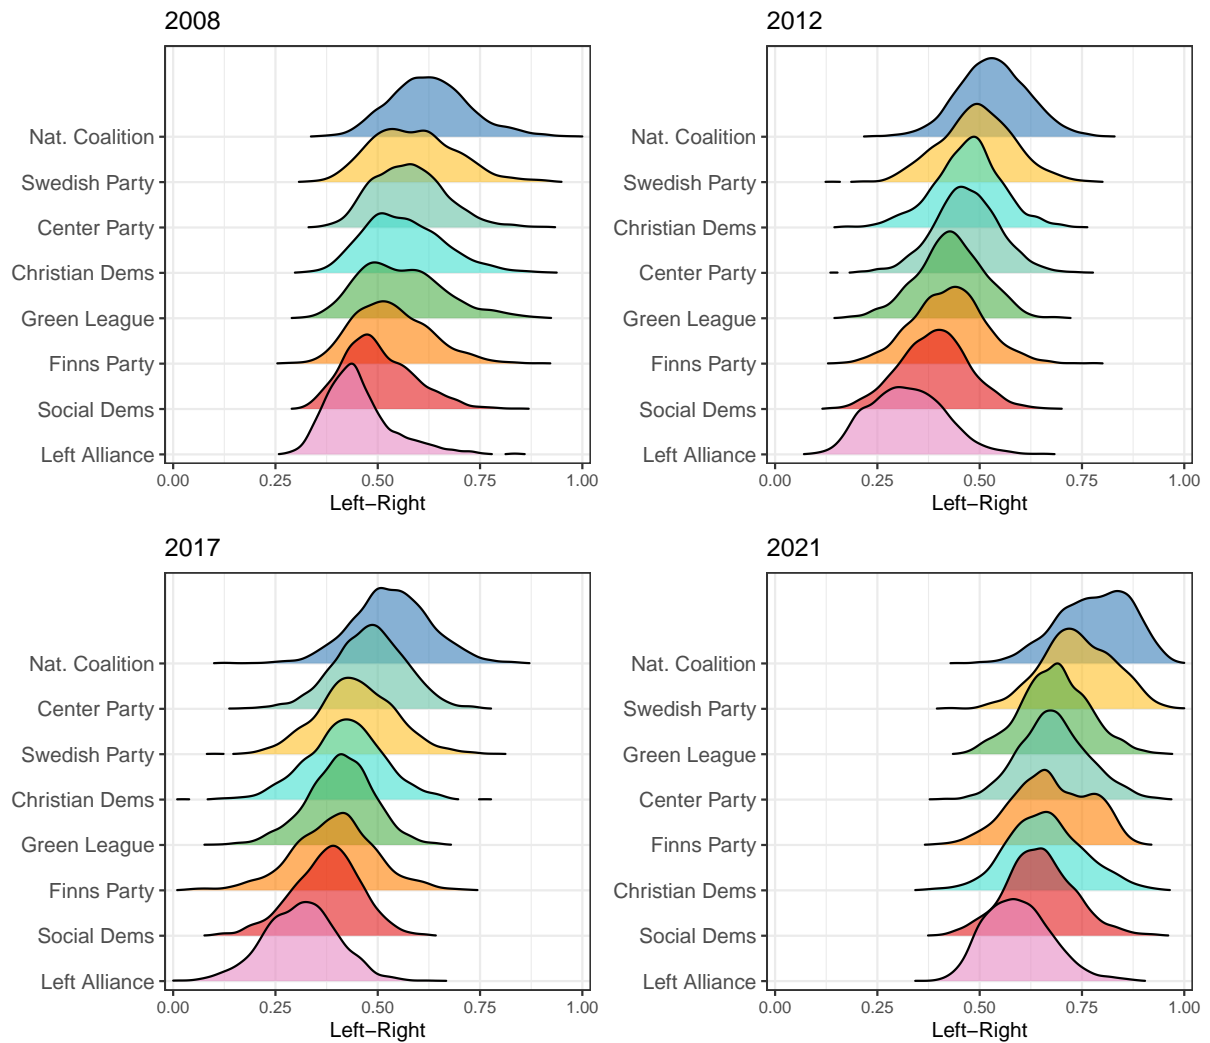 2008
Nat. Coalition
Swedish Party
Center Party
Christian Dems
Green League
Finns Party
Social Dems
Left Alliance
0.00 0.25 0.50 0.75 1.00
Left−Right
2012
Nat. Coalition
Swedish Party
Christian Dems
Center Party
Green League
Finns Party
Social Dems
Left Alliance
0.00 0.25 0.50 0.75 1.00
Left−Right
2017
Nat. Coalition
Center Party
Swedish Party
Christian Dems
Green League
Finns Party
Social Dems
Left Alliance
0.00 0.25 0.50 0.75 1.00
Left−Right
2021
Nat. Coalition
Swedish Party
Green League
Center Party
Finns Party
Christian Dems
Social Dems
Left Alliance
0.00 0.25 0.50 0.75 1.00
Left−Right